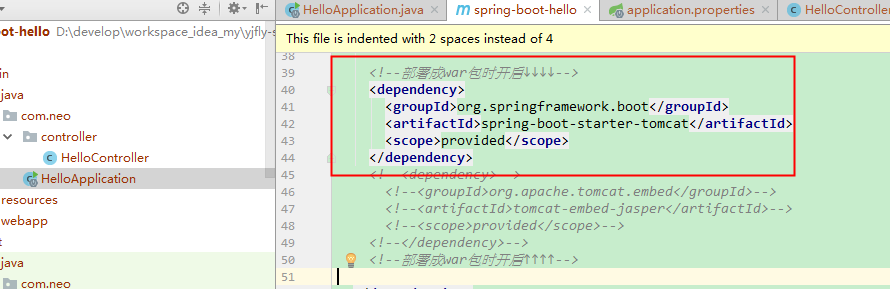 HelloApplication.java
spring-boot-hello
application.properties
HelloController
oot-hello D:\develop\workspace_idea_my\yjfly-s
This file is indented with 2 spaces instead of 4
in
java
com.neo
controller
HelloController
HelloApplication
resources
webapp
t
java
com.neo
38
39 <!--部署成war包时开启↓↓↓↓-->
40 <dependency>
41 <groupId>org.springframework.boot</groupId>
42 <artifactId>spring-boot-starter-tomcat</artifactId>
43 <scope>provided</scope>
44 </dependency>
45 <!--<dependency>-->
46 <!--<groupId>org.apache.tomcat.embed</groupId>-->
47 <!--<artifactId>tomcat-embed-jasper</artifactId>-->
48 <!--<scope>provided</scope>-->
49 <!--</dependency>-->
50 <!--部署成war包时开启↑↑↑↑-->
51